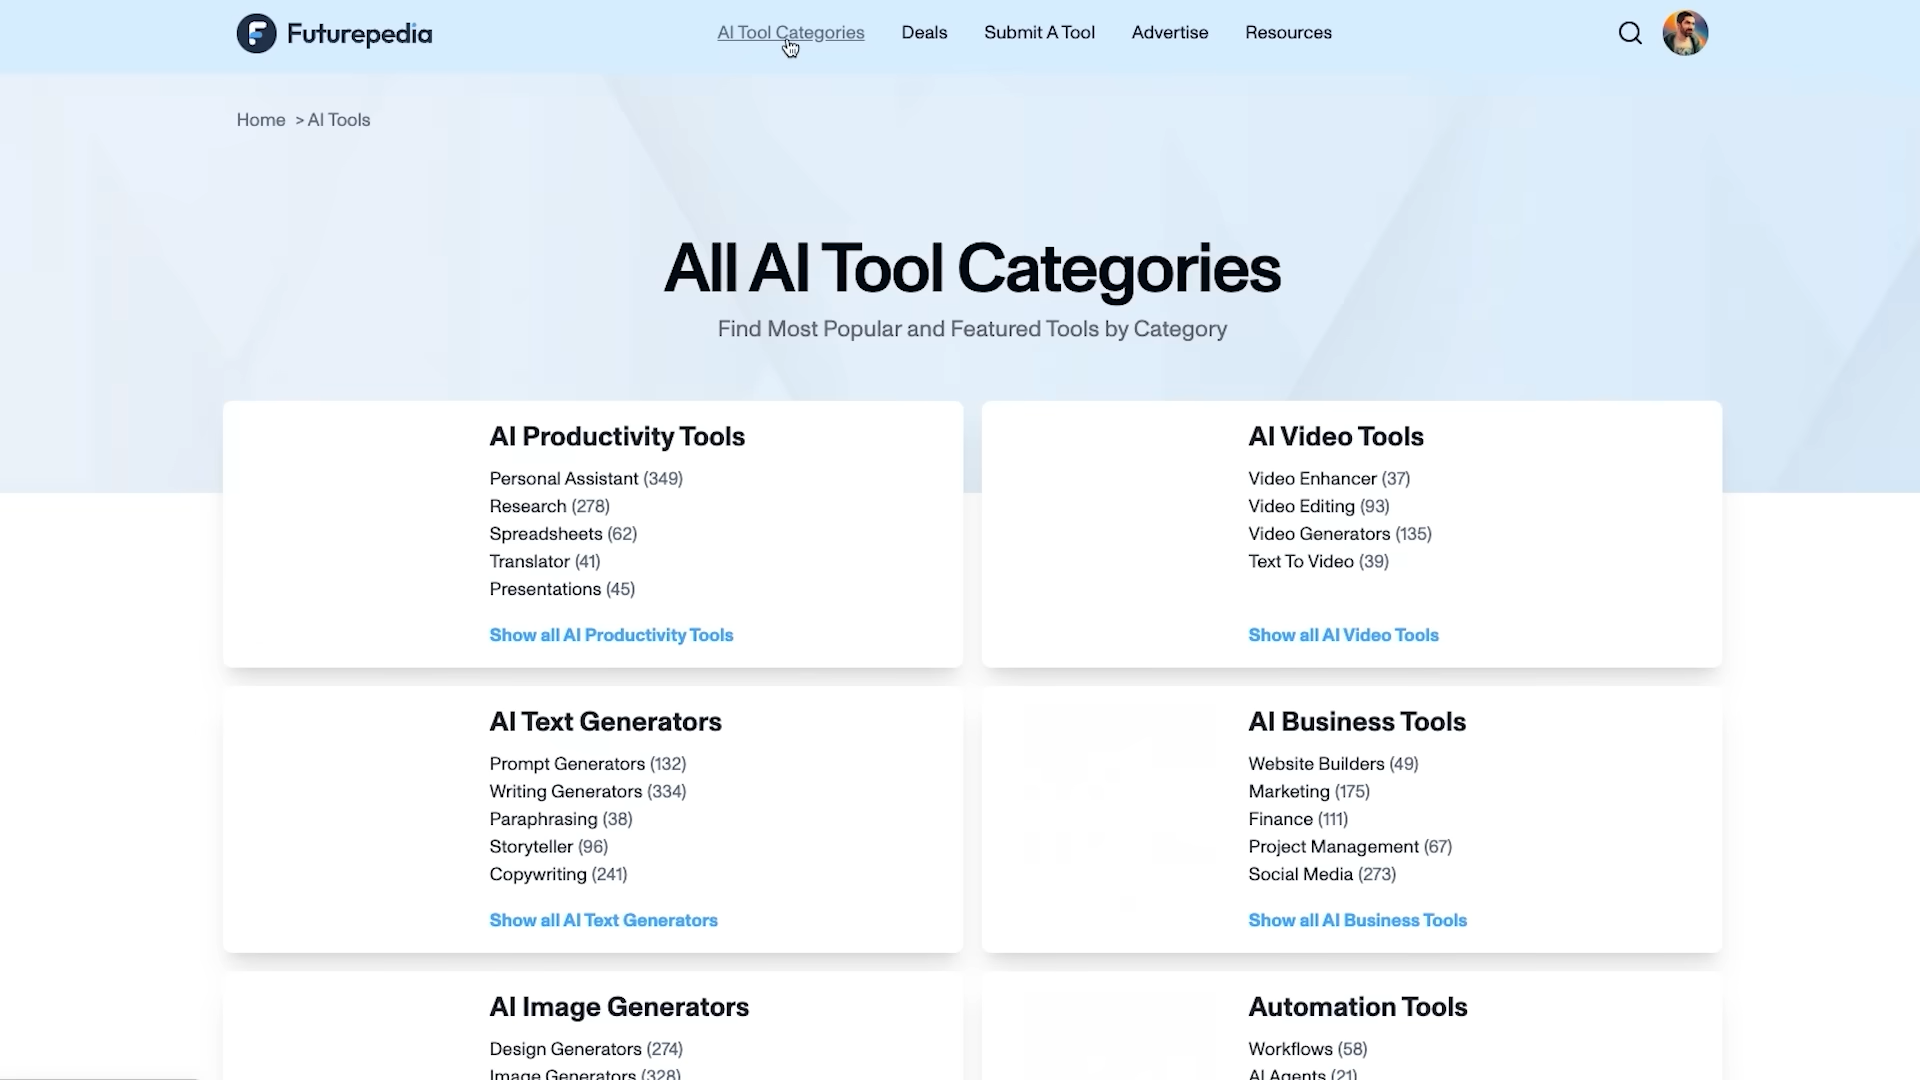 Futurepedia
AI Tool Categories
Deals
Submit A Tool
Advertise
Resources
Home > AI Tools
All AI Tool Categories
Find Most Popular and Featured Tools by Category
AI Productivity Tools
Personal Assistant (349)
Research (278)
Spreadsheets (62)
Translator (41)
Presentations (45)
Show all AI Productivity Tools
AI Video Tools
Video Enhancer (37)
Video Editing (93)
Video Generators (135)
Text To Video (39)
Show all AI Video Tools
AI Text Generators
Prompt Generators (132)
Writing Generators (334)
Paraphrasing (38)
Storyteller (96)
Copywriting (241)
Show all AI Text Generators
AI Business Tools
Website Builders (49)
Marketing (175)
Finance (111)
Project Management (67)
Social Media (273)
Show all AI Business Tools
AI Image Generators
Design Generators (274)
Image Generators (328)
Automation Tools
Workflows (58)
AI Agents (21)